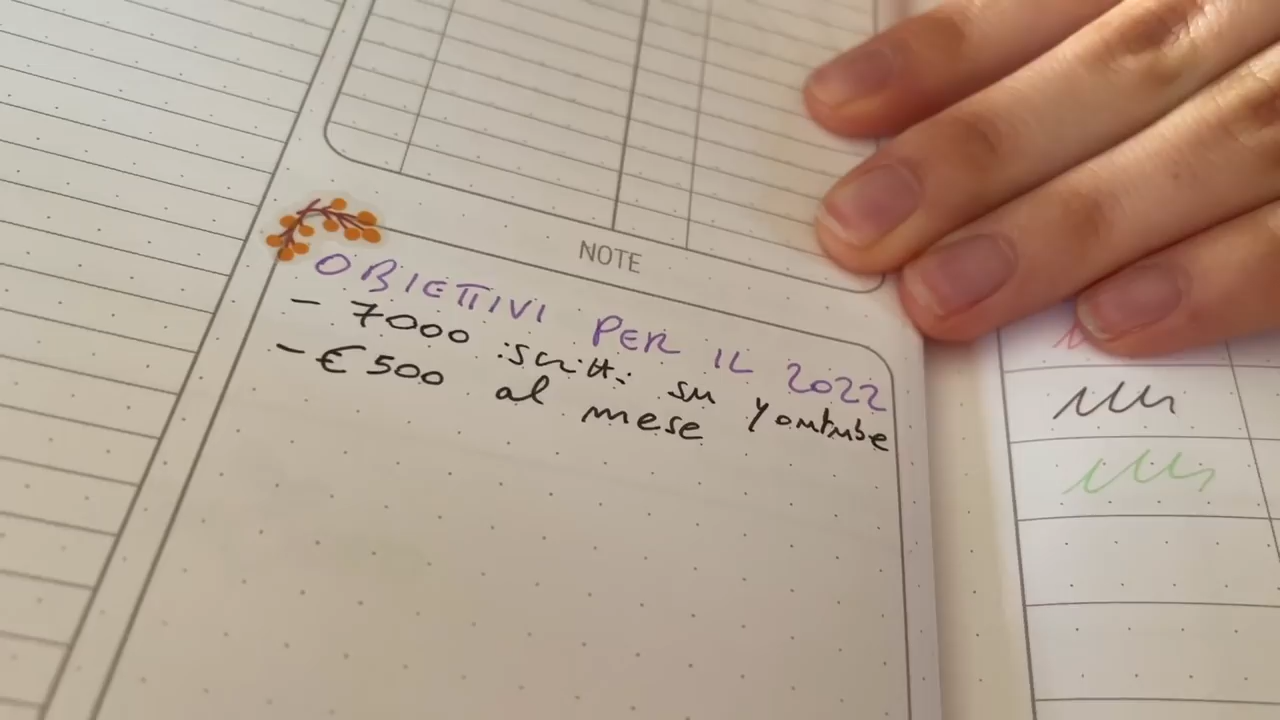 NOTE
OBIETTIVI PER IL 2022
- 7000 iscritti su youtube
- €500 al mese